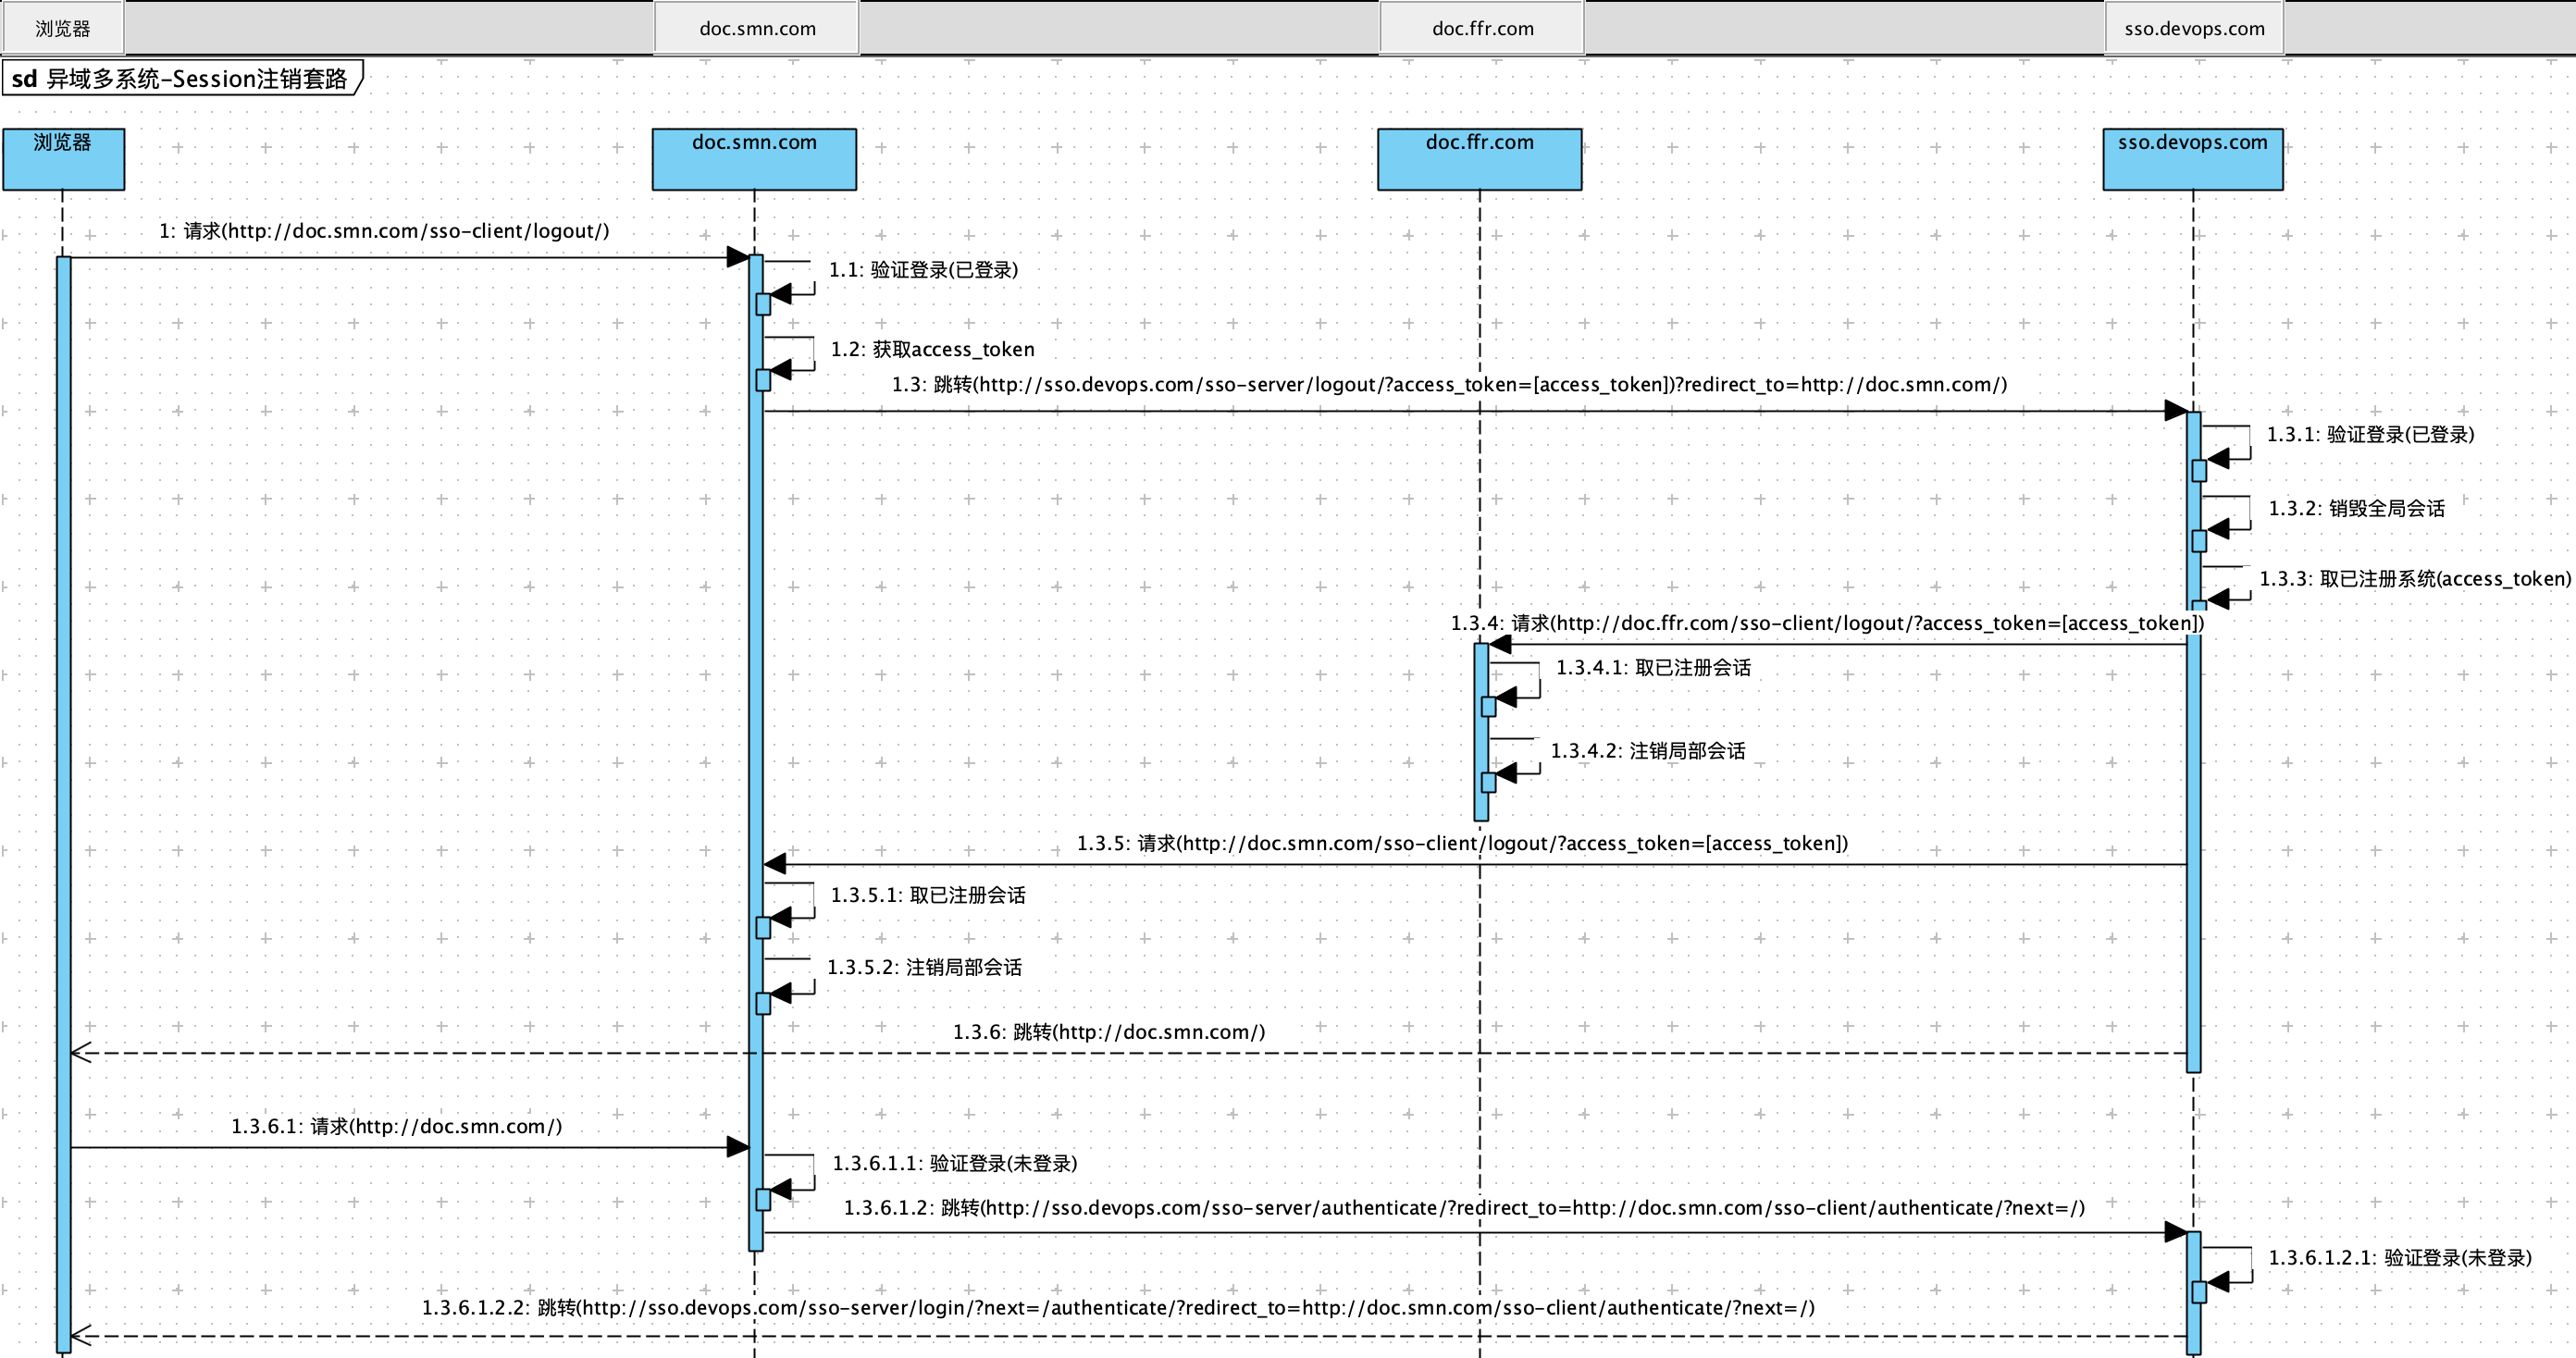 浏览器
doc.smn.com
doc.ffr.com
sso.devops.com
sd 异域多系统-Session注销套路
浏览器
doc.smn.com
doc.ffr.com
sso.devops.com
1: 请求(http://doc.smn.com/sso-client/logout/)
1.1: 验证登录(已登录)
1.2: 获取access_token
1.3: 跳转(http://sso.devops.com/sso-server/logout/?access_token=[access_token])?redirect_to=http://doc.smn.com/)
1.3.1: 验证登录(已登录)
1.3.2: 销毁全局会话
1.3.3: 取已注册系统(access_token)
1.3.4: 请求(http://doc.ffr.com/sso-client/logout/?access_token=[access_token])
1.3.4.1: 取已注册会话
1.3.4.2: 注销局部会话
1.3.5: 请求(http://doc.smn.com/sso-client/logout/?access_token=[access_token])
1.3.5.1: 取已注册会话
1.3.5.2: 注销局部会话
1.3.6: 跳转(http://doc.smn.com/)
1.3.6.1: 请求(http://doc.smn.com/)
1.3.6.1.1: 验证登录(未登录)
1.3.6.1.2: 跳转(http://sso.devops.com/sso-server/authenticate/?redirect_to=http://doc.smn.com/sso-client/authenticate/?next=/)
1.3.6.1.2.1: 验证登录(未登录)
1.3.6.1.2.2: 跳转(http://sso.devops.com/sso-server/login/?next=/authenticate/?redirect_to=http://doc.smn.com/sso-client/authenticate/?next=/)